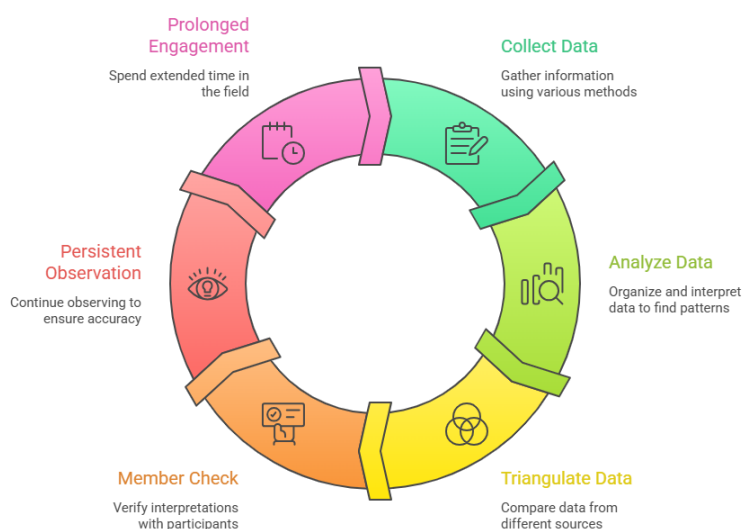 Prolonged
Engagement
Spend extended time in
the field
Collect Data
Gather information
using various methods
Persistent
Observation
Continue observing to
ensure accuracy
Analyze Data
Organize and interpret
data to find patterns
Member Check
Verify interpretations
with participants
Triangulate Data
Compare data from
different sources